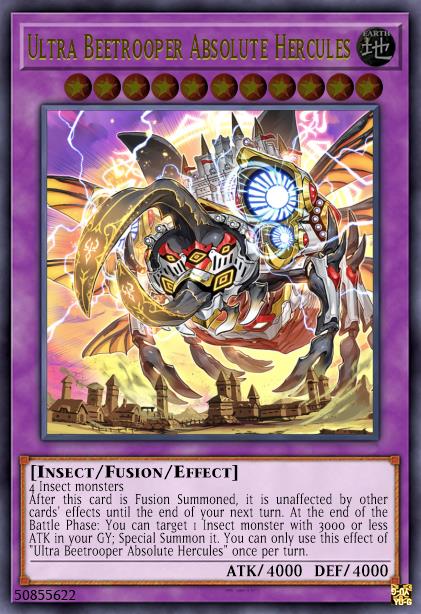 ULTRA BEETROOPER ABSOLUTE HERCULES
EARTH
地
[INSECT/FUSION/EFFECT]
4 Insect monsters
After this card is Fusion Summoned, it is unaffected by other
cards' effects until the end of your next turn. At the end of the
Battle Phase: You can target 1 Insect monster with 3000 or less
ATK in your GY; Special Summon it. You can only use this effect of
"Ultra Beetrooper Absolute Hercules" once per turn.
ATK/4000 DEF/4000
50855622